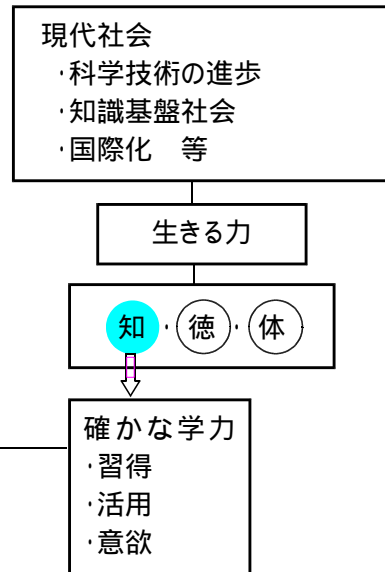 現代社会
・科学技術の進歩
・知識基盤社会
・国際化　等
生きる力
知・徳・体
確かな学力
・習得
・活用
・意欲